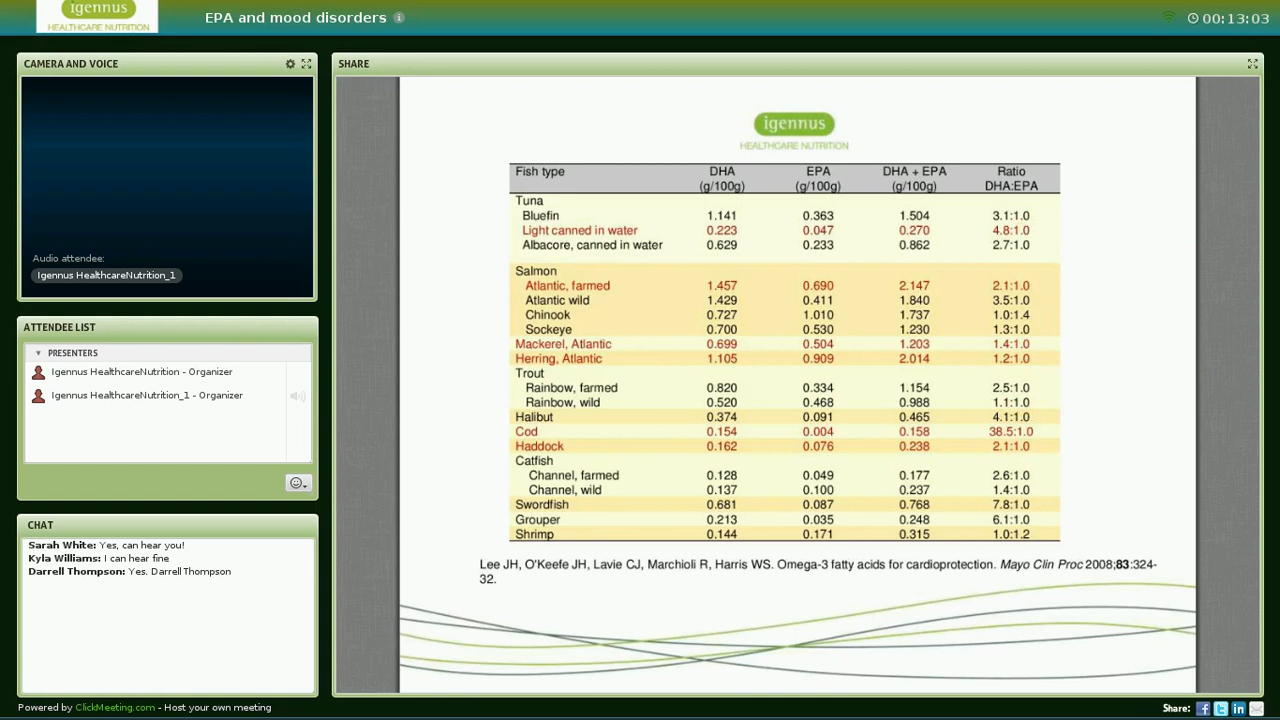 igennus
HEALTHCARE NUTRITION
EPA and mood disorders
00:13:03
CAMERA AND VOICE
Audio attendee:
Igennus HealthcareNutrition_1
ATTENDEE LIST
PRESENTERS
Igennus HealthcareNutrition - Organizer
Igennus HealthcareNutrition_1 - Organizer
CHAT
Sarah White: Yes, can hear you!
Kyla Williams: I can hear fine
Darrell Thompson: Yes. Darrell Thompson
SHARE
igennus
HEALTHCARE NUTRITION
Fish type DHA (g/100g) EPA (g/100g) DHA + EPA (g/100g) Ratio DHA:EPA
Tuna
Bluefin 1.141 0.363 1.504 3.1:1.0
Light canned in water 0.223 0.047 0.270 4.8:1.0
Albacore, canned in water 0.629 0.233 0.862 2.7:1.0
Salmon
Atlantic, farmed 1.457 0.690 2.147 2.1:1.0
Atlantic wild 1.429 0.411 1.840 3.5:1.0
Chinook 0.727 1.010 1.737 1.0:1.4
Sockeye 0.700 0.530 1.230 1.3:1.0
Mackerel, Atlantic 0.699 0.504 1.203 1.4:1.0
Herring, Atlantic 1.105 0.909 2.014 1.2:1.0
Trout
Rainbow, farmed 0.820 0.334 1.154 2.5:1.0
Rainbow, wild 0.520 0.468 0.988 1.1:1.0
Halibut 0.374 0.091 0.465 4.1:1.0
Cod 0.154 0.004 0.158 38.5:1.0
Haddock 0.162 0.076 0.238 2.1:1.0
Catfish
Channel, farmed 0.128 0.049 0.177 2.6:1.0
Channel, wild 0.137 0.100 0.237 1.4:1.0
Swordfish 0.681 0.087 0.768 7.8:1.0
Grouper 0.213 0.035 0.248 6.1:1.0
Shrimp 0.144 0.171 0.315 1.0:1.2
Lee JH, O'Keefe JH, Lavie CJ, Marchioli R, Harris WS. Omega-3 fatty acids for cardioprotection. Mayo Clin Proc 2008;83:324-
32.
Powered by ClickMeeting.com - Host your own meeting
Share: